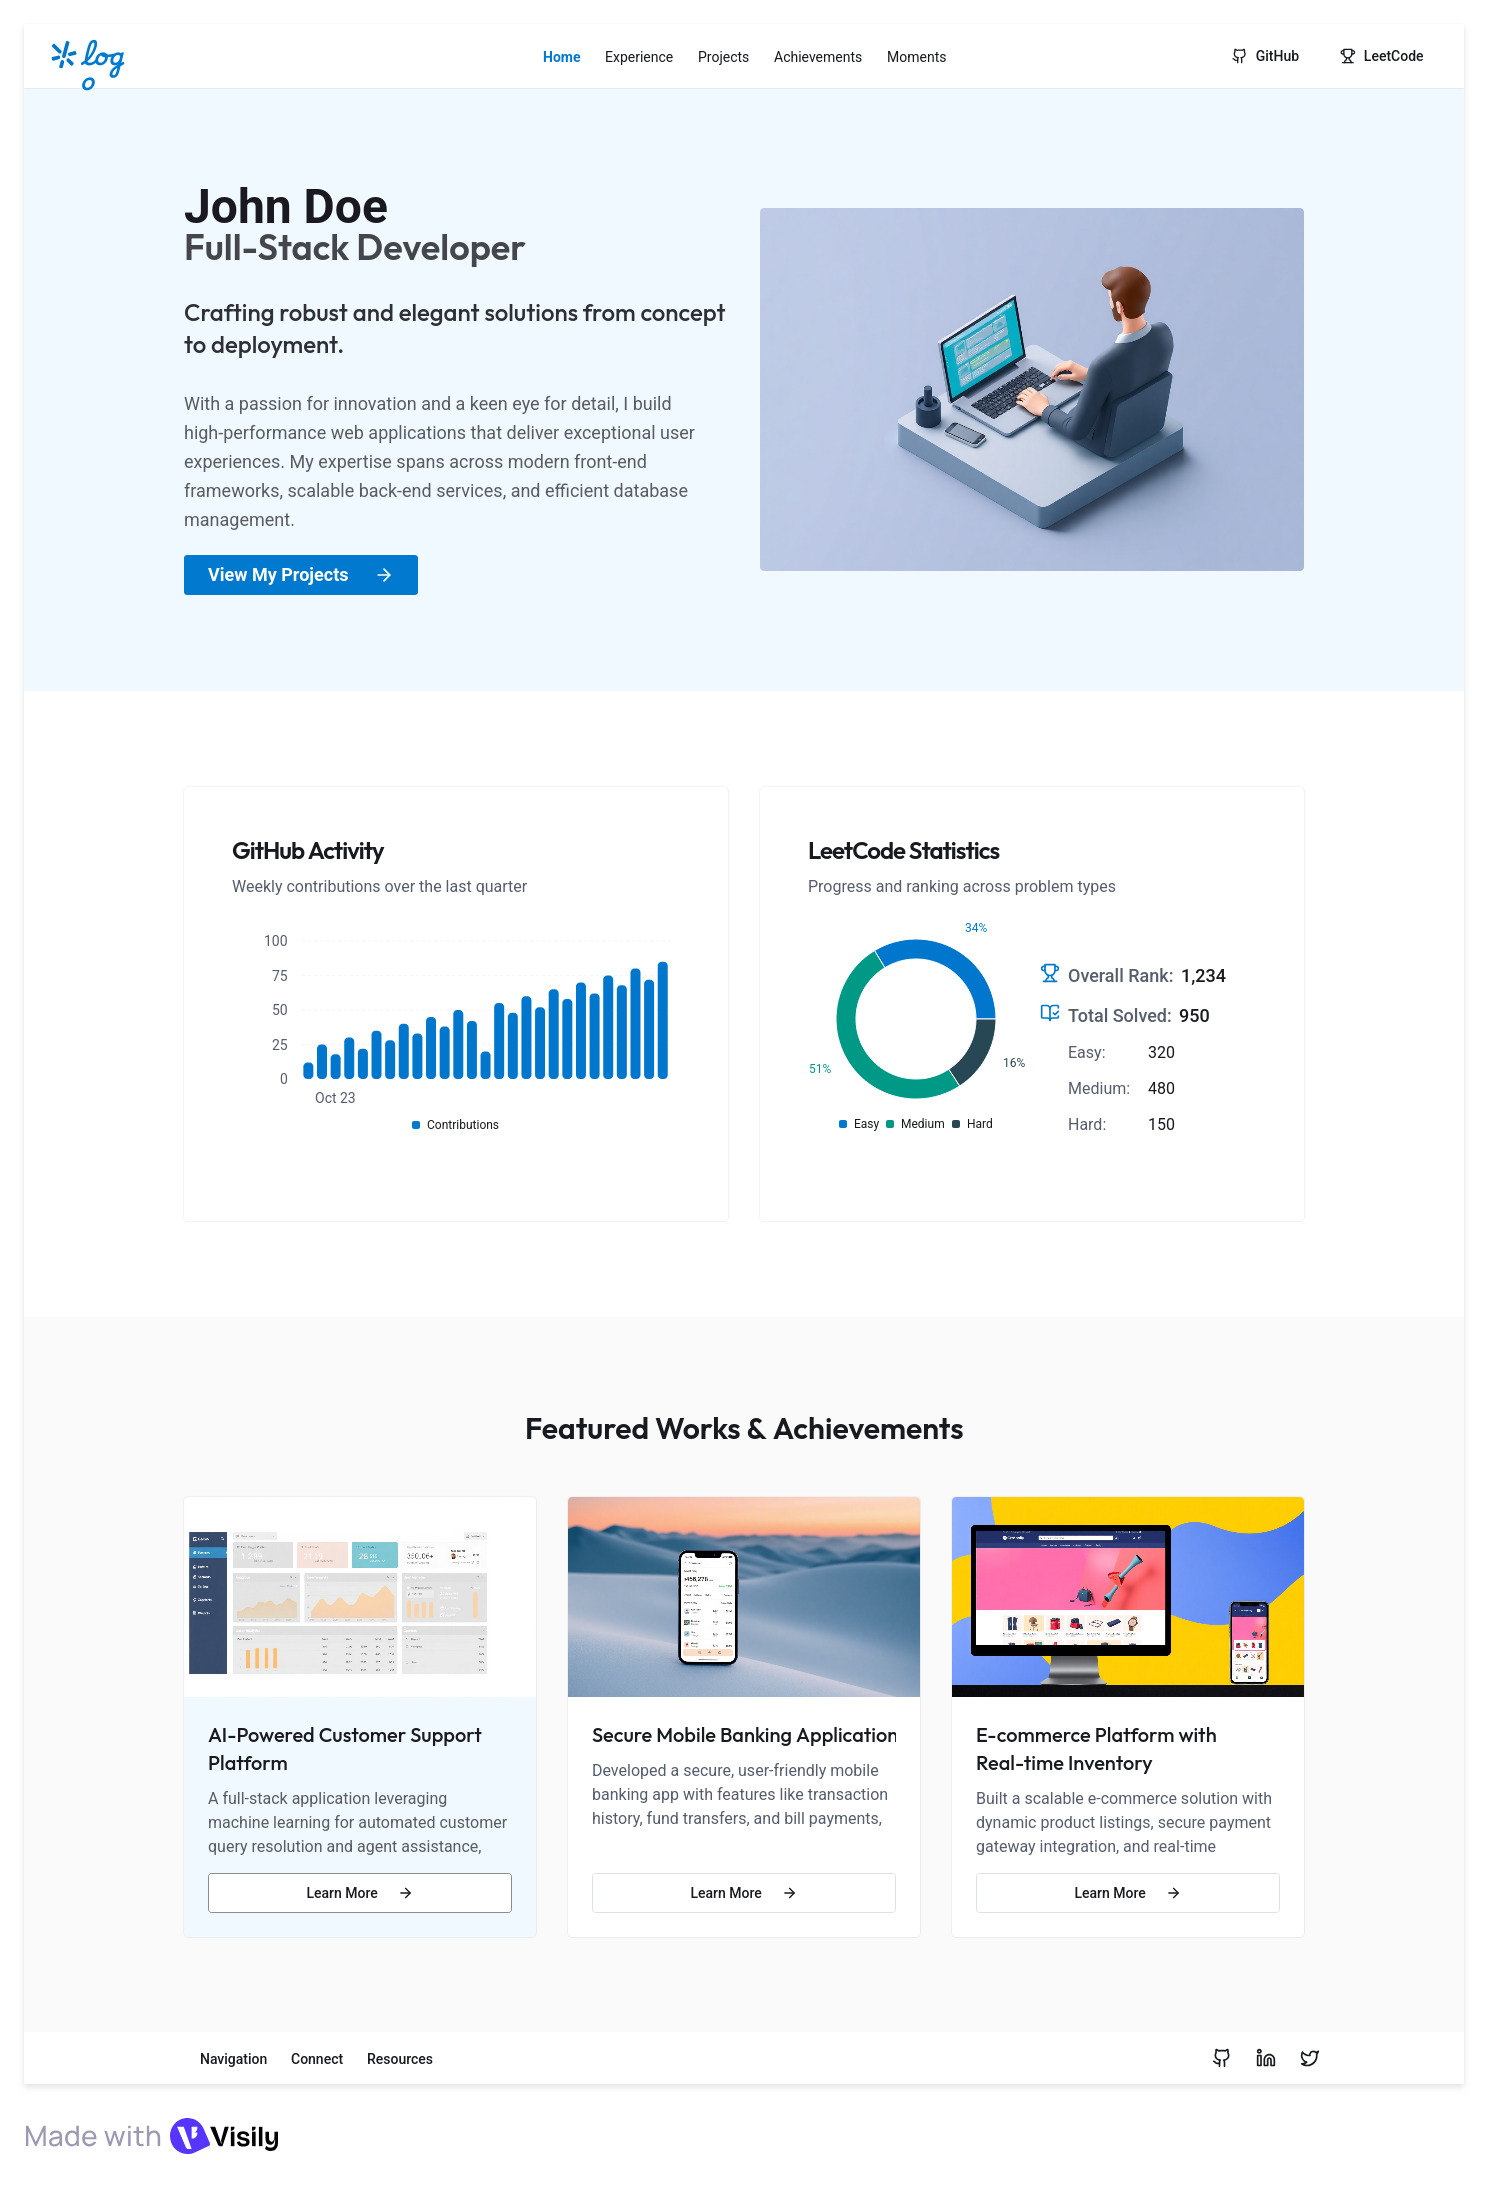 log
o
Home Experience Projects Achievements Moments
GitHub LeetCode
John Doe
Full-Stack Developer
Crafting robust and elegant solutions from concept
to deployment.
With a passion for innovation and a keen eye for detail, I build
high-performance web applications that deliver exceptional user
experiences. My expertise spans across modern front-end
frameworks, scalable back-end services, and efficient database
management.
View My Projects
GitHub Activity
Weekly contributions over the last quarter
100
75
50
25
0
Oct 23
Contributions
LeetCode Statistics
Progress and ranking across problem types
34%
51%
16%
Easy Medium Hard
Overall Rank: 1,234
Total Solved: 950
Easy: 320
Medium: 480
Hard: 150
Featured Works & Achievements
AI-Powered Customer Support
Platform
A full-stack application leveraging
machine learning for automated customer
query resolution and agent assistance,
Learn More
Secure Mobile Banking Application
Developed a secure, user-friendly mobile
banking app with features like transaction
history, fund transfers, and bill payments,
Learn More
E-commerce Platform with
Real-time Inventory
Built a scalable e-commerce solution with
dynamic product listings, secure payment
gateway integration, and real-time
Learn More
Navigation Connect Resources
Made with Visily